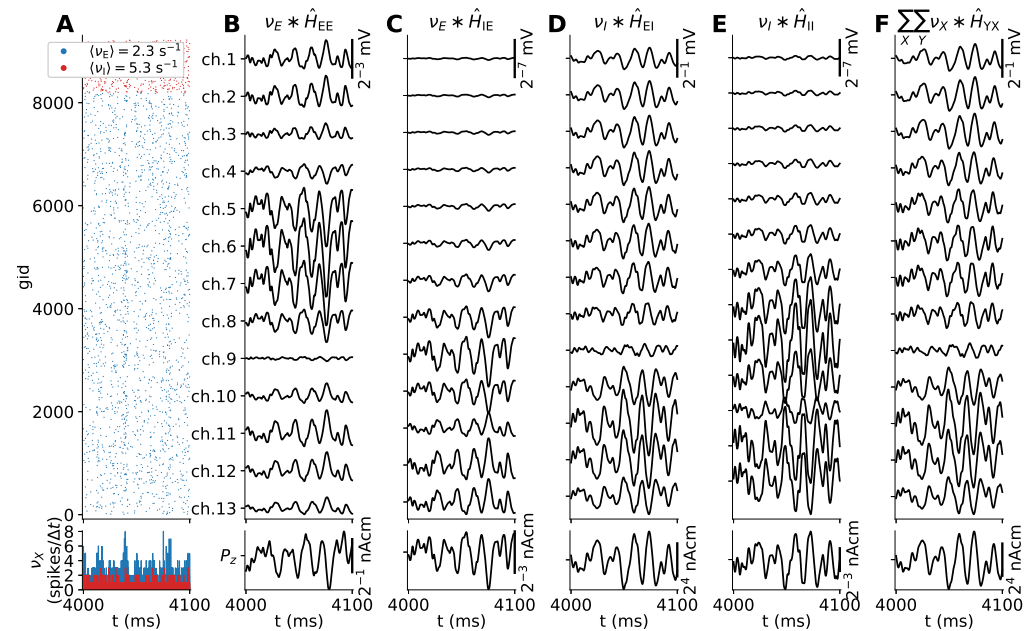 A
B ν_E ∗ Ĥ_EE
C ν_E ∗ Ĥ_IE
D ν_I ∗ Ĥ_EI
E ν_I ∗ Ĥ_II
F ∑_X ∑_Y ν_X ∗ Ĥ_YX
⟨ν_E⟩ = 2.3 s⁻¹
⟨ν_I⟩ = 5.3 s⁻¹
gid
8000
6000
4000
2000
0
ch.1
ch.2
ch.3
ch.4
ch.5
ch.6
ch.7
ch.8
ch.9
ch.10
ch.11
ch.12
ch.13
2⁻³ mV
2⁻⁷ mV
2⁻¹ mV
2⁻⁷ mV
2⁻¹ mV
ν_X
(spikes/Δt)
8
6
4
2
0
P_z
2⁻¹ nAcm
2⁻³ nAcm
2⁴ nAcm
2⁻³ nAcm
2⁴ nAcm
4000 4100
4000 4100
4000 4100
4000 4100
4000 4100
4000 4100
t (ms)
t (ms)
t (ms)
t (ms)
t (ms)
t (ms)